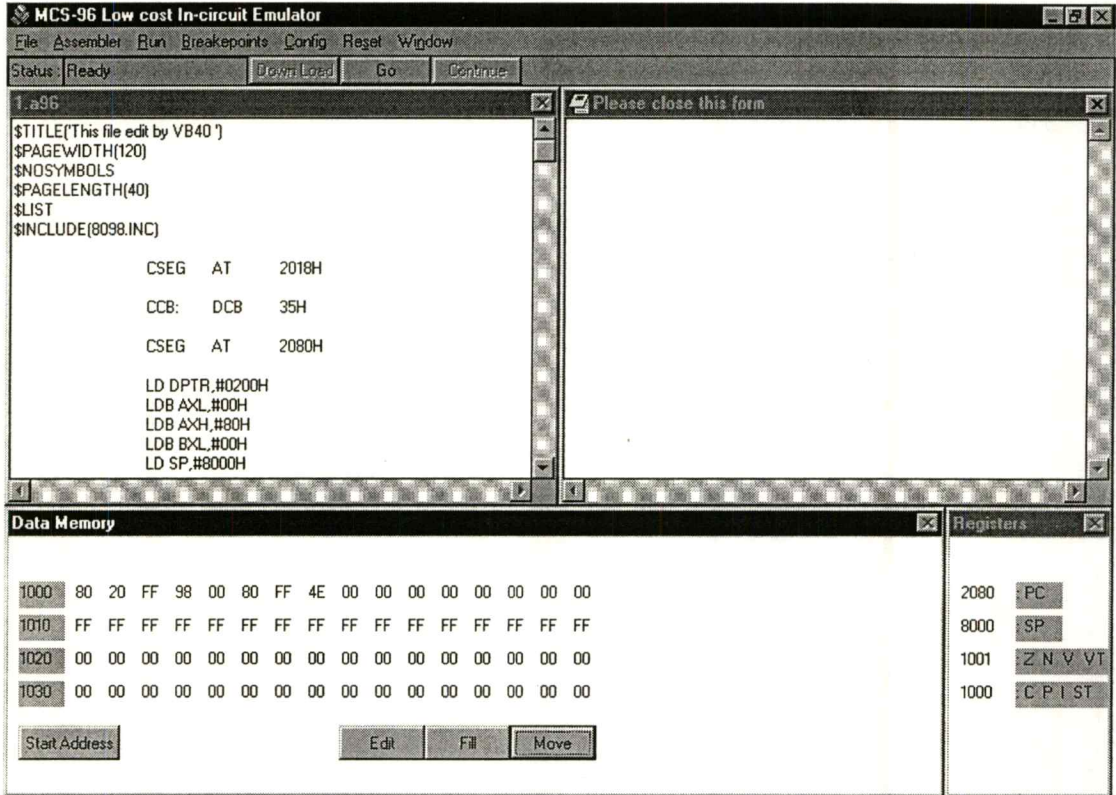 MCS-96 Low cost In-circuit Emulator
File Assembler Run Breakepoints Config Reset Window
Status : Ready Down Load Go Continue
1.a96
$TITLE('This file edit by VB40 ')
$PAGEWIDTH(120)
$NOSYMBOLS
$PAGELENGTH(40)
$LIST
$INCLUDE(8098.INC)
CSEG AT 2018H
CCB: DCB 35H
CSEG AT 2080H
LD DPTR,#0200H
LDB AXL,#00H
LDB AXH,#80H
LDB BXL,#00H
LD SP,#8000H
Please close this form
Data Memory
1000 80 20 FF 98 00 80 FF 4E 00 00 00 00 00 00 00 00
1010 FF FF FF FF FF FF FF FF FF FF FF FF FF FF FF FF
1020 00 00 00 00 00 00 00 00 00 00 00 00 00 00 00 00
1030 00 00 00 00 00 00 00 00 00 00 00 00 00 00 00 00
Start Address Edit Fill Move
Registers
2080 : PC
8000 : SP
1001 : Z N V VT
1000 : C P I ST